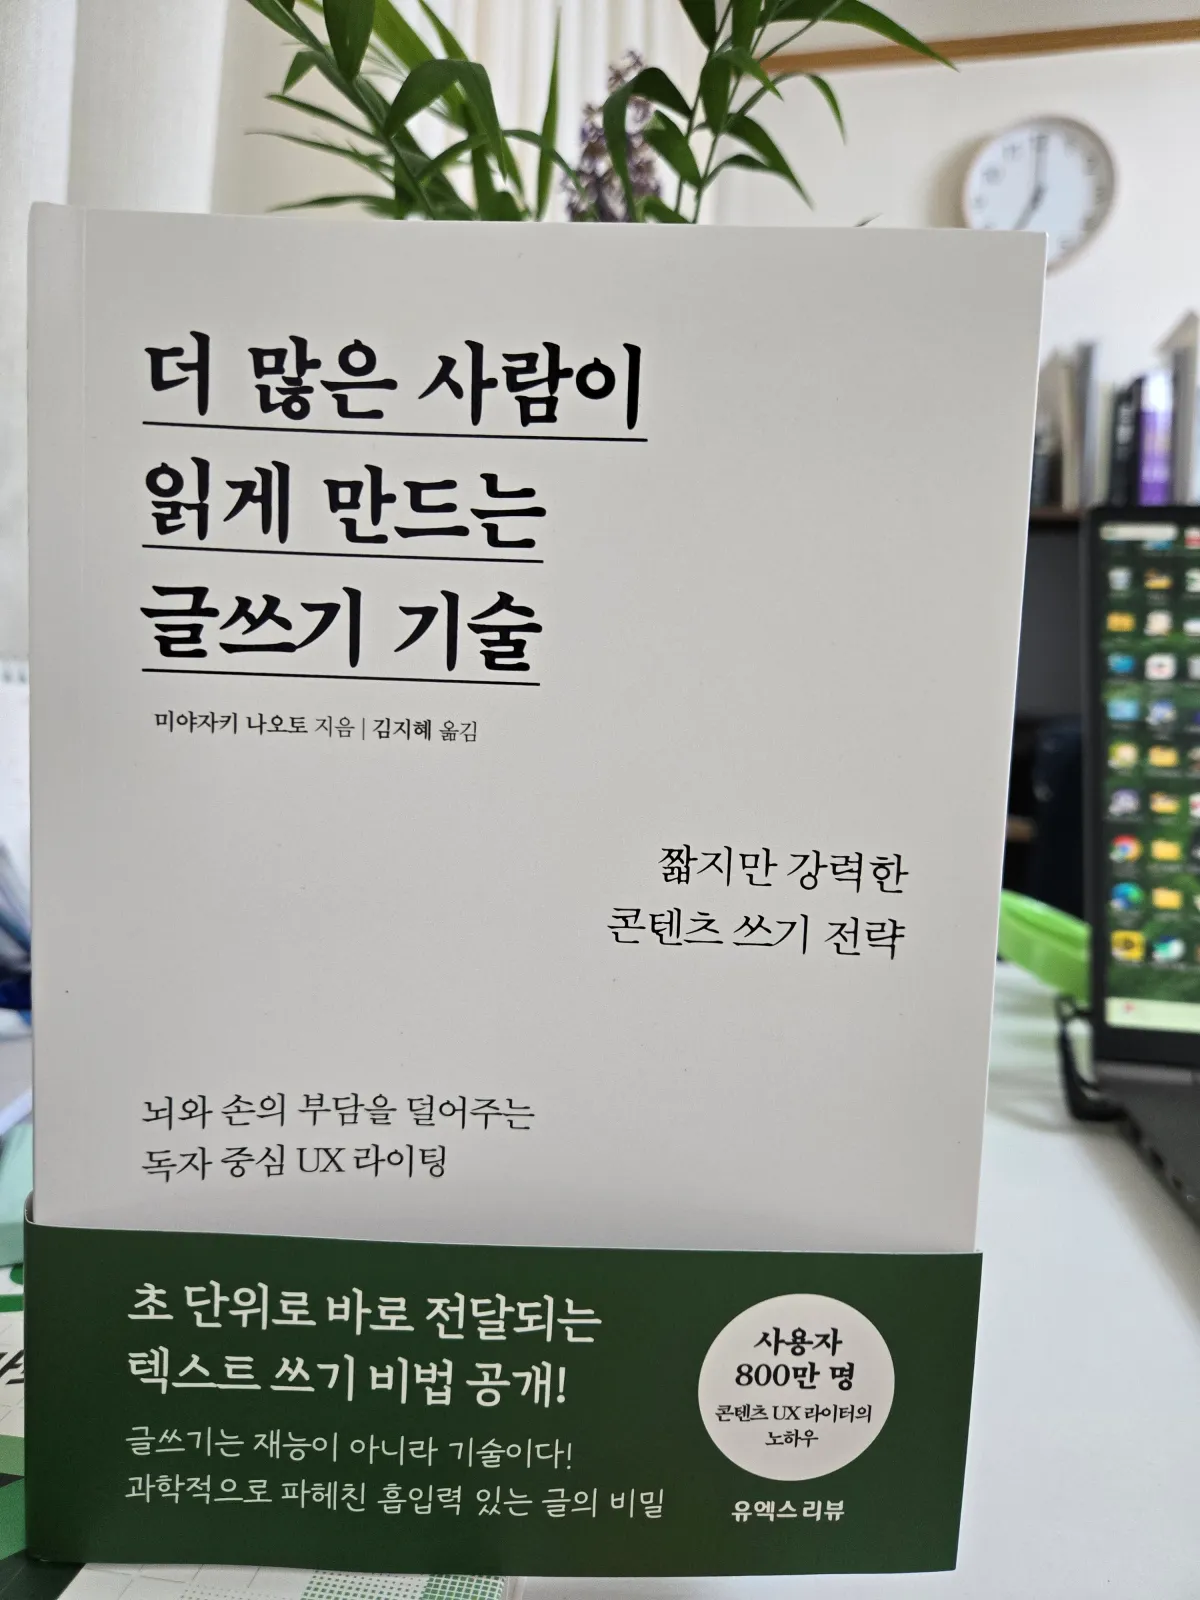 더 많은 사람이
읽게 만드는
글쓰기 기술
미야자키 나오토 지음 | 김지혜 옮김
짧지만 강력한
콘텐츠 쓰기 전략
뇌와 손의 부담을 덜어주는
독자 중심 UX 라이팅
초 단위로 바로 전달되는
텍스트 쓰기 비법 공개!
글쓰기는 재능이 아니라 기술이다!
과학적으로 파헤친 흡입력 있는 글의 비밀
사용자
800만 명
콘텐츠 UX 라이터의
노하우
유엑스리뷰